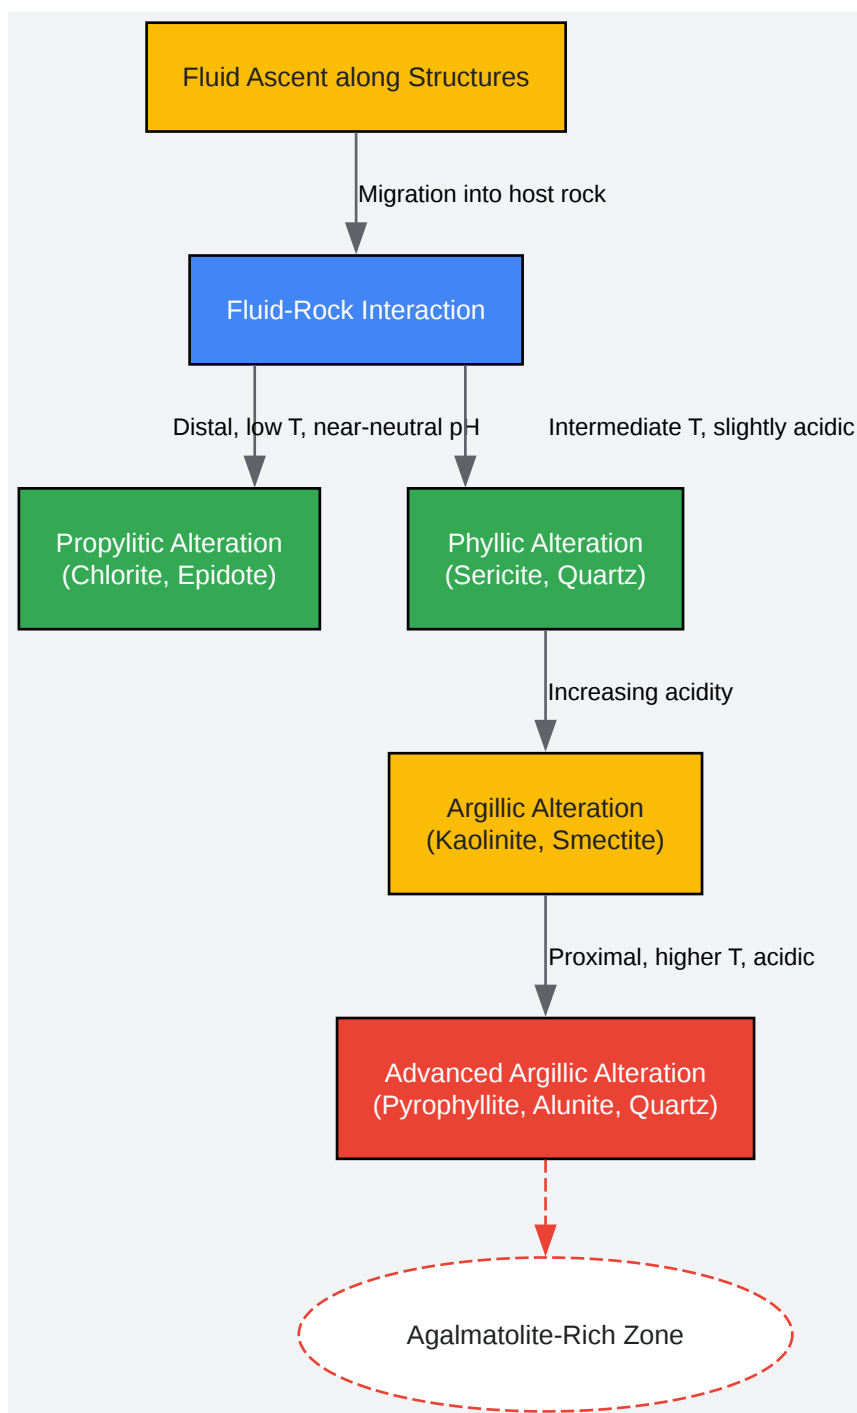 Fluid Ascent along Structures
Migration into host rock
Fluid-Rock Interaction
Distal, low T, near-neutral pH
Intermediate T, slightly acidic
Propylitic Alteration
(Chlorite, Epidote)
Phyllic Alteration
(Sericite, Quartz)
Increasing acidity
Argillic Alteration
(Kaolinite, Smectite)
Proximal, higher T, acidic
Advanced Argillic Alteration
(Pyrophyllite, Alunite, Quartz)
Agalmatolite-Rich Zone